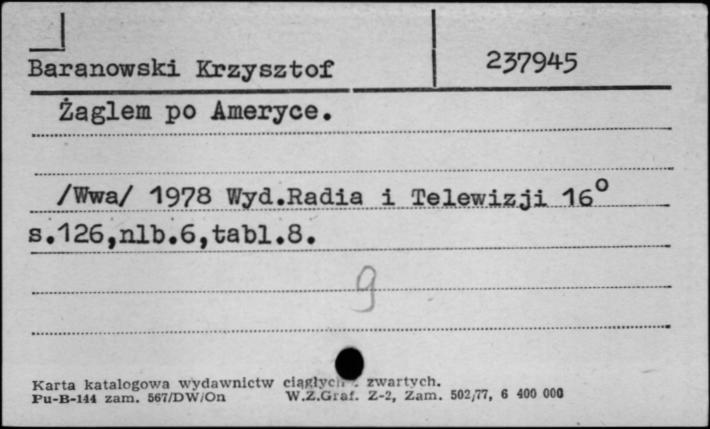 Baranowski Krzysztof 237945
Żaglem po Ameryce.
/Wwa/ 1978 Wyd.Radia i Telewizji 16°
s.126,nlb.6,tabl.8.
9
Karta katalogowa wydawnictw ciągłych zwartych.
Pu-B-144 zam. 567/DW/On W.Z.Graf. Z-2, Zam. 502/77, 6 400 000